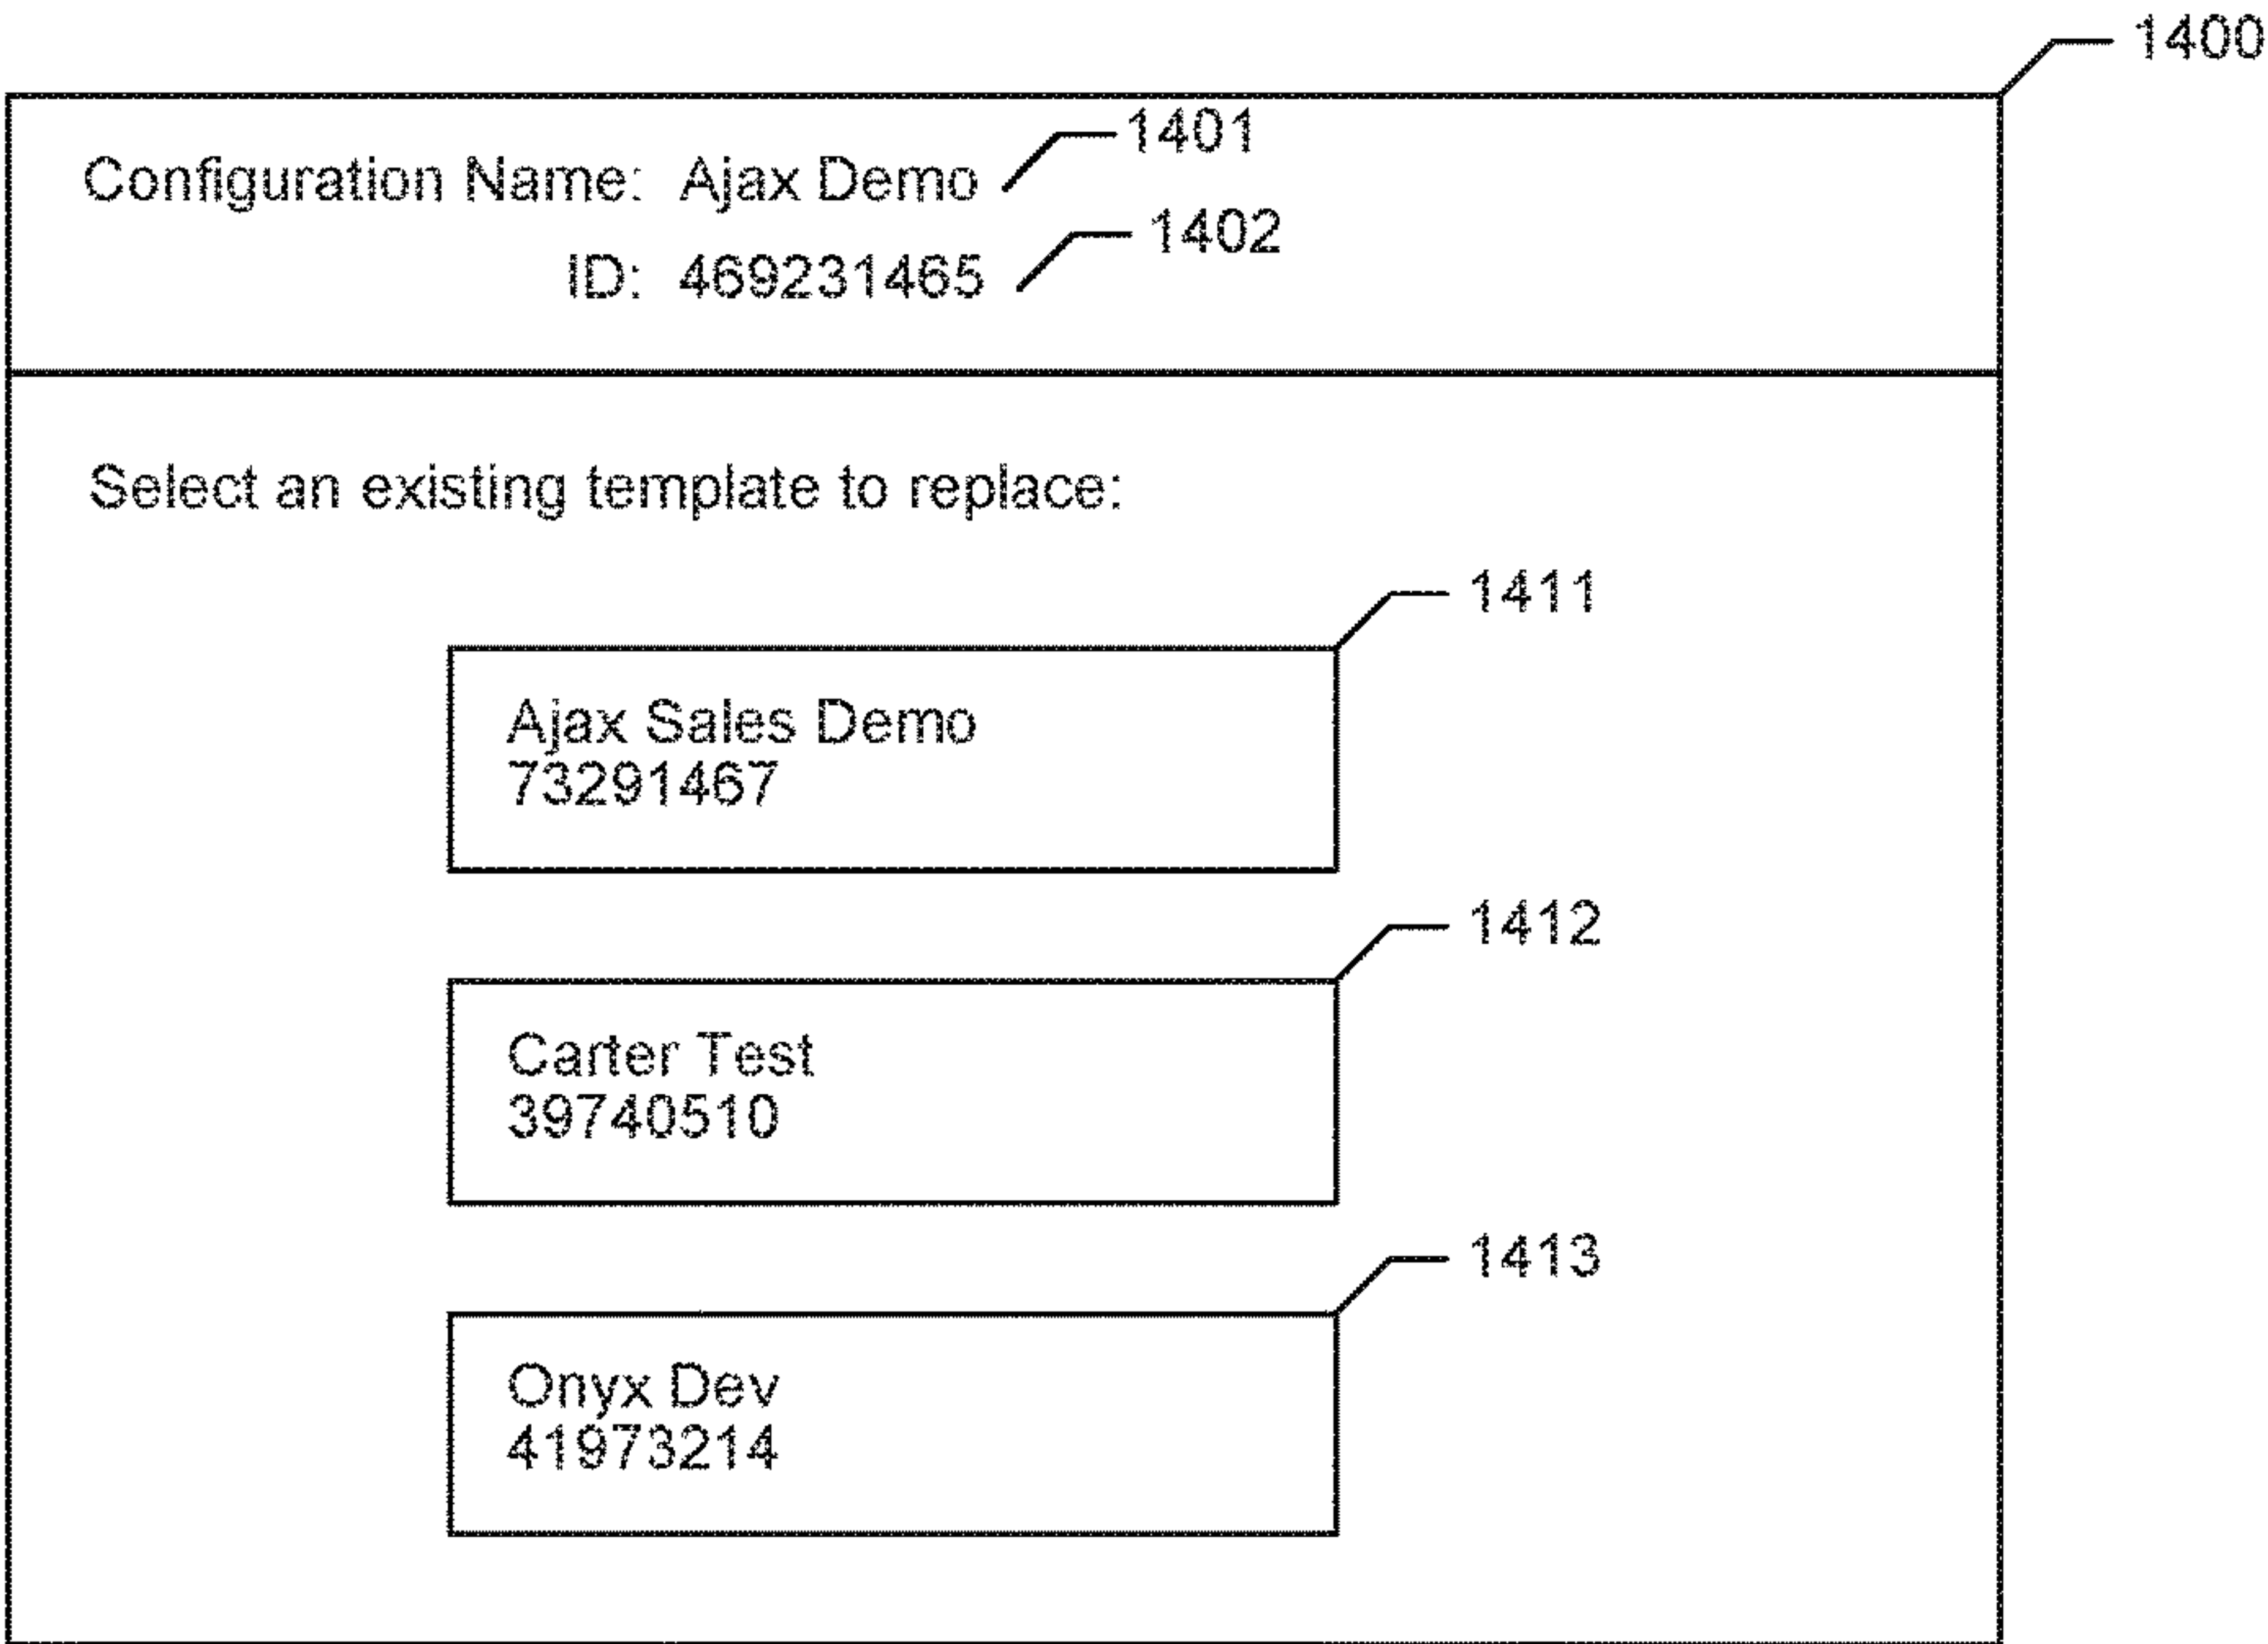 1400
Configuration Name: Ajax Demo 1401
ID: 469231465 1402
Select an existing template to replace:
1411
Ajax Sales Demo
73291467
1412
Carter Test
39740510
1413
Onyx Dev
41973214